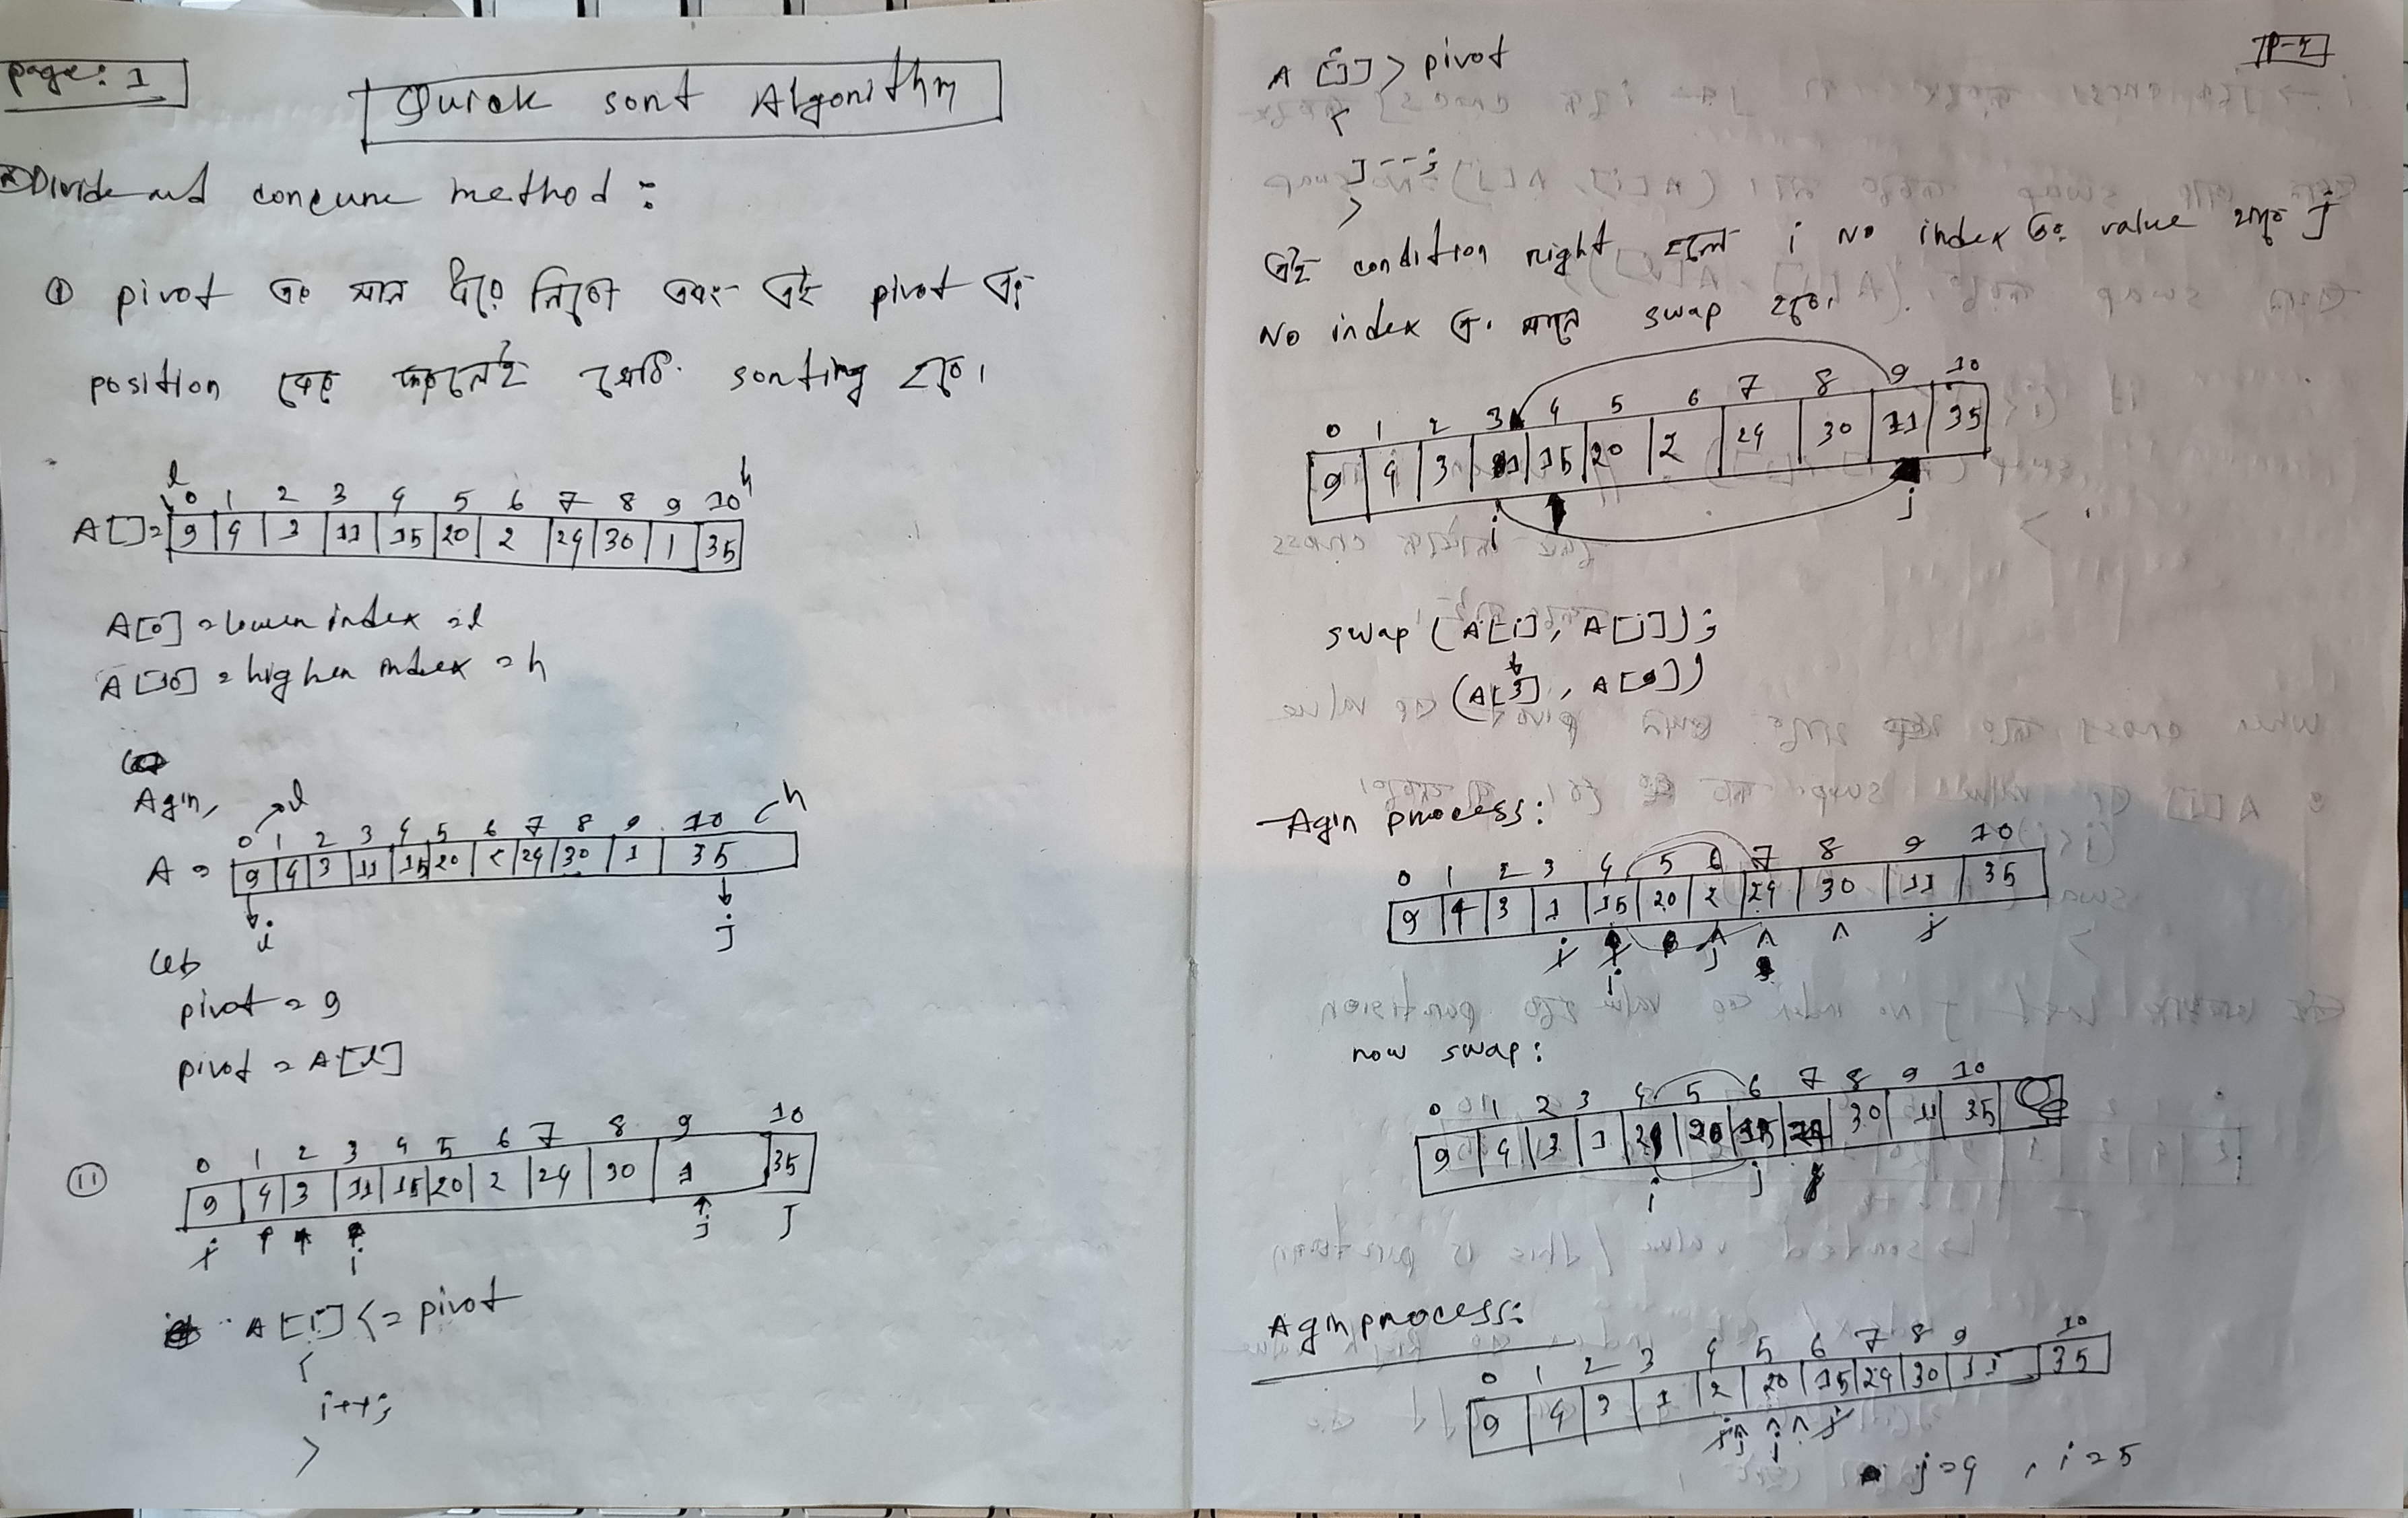 page: 1
Quick sort Algorithm
Divide and concure method:
① pivot এর মান ধরে নিবো এবং এই pivot এর
position বের করলেই সেটি sorting হবে।
l h
0 1 2 3 4 5 6 7 8 9 10
A[]= 9 4 3 11 15 20 2 24 30 1 35
A[0] = lower index = l
A[10] = higher index = h
Agin,
l h
0 1 2 3 4 5 6 7 8 9 10
A = 9 4 3 11 15 20 2 24 30 1 35
i j
Let
pivot = 9
pivot = A[l]
0 1 2 3 4 5 6 7 8 9 10
⑪ 9 4 3 11 15 20 2 24 30 1 35
i i j J
A[i] <= pivot
{
i++;
}
P-2
A[j] > pivot
{
J--;
}
এই condition right হলে i No index এর value হবে J
No index এর সাথে swap হবে।
0 1 2 3 4 5 6 7 8 9 10
9 4 3 11 15 20 2 24 30 11 35
i j
swap (A[i], A[j]);
(A[3], A[9])
Agin process:
0 1 2 3 4 5 6 7 8 9 10
9 4 3 1 15 20 2 24 30 11 35
i i j j
i
now swap:
0 1 2 3 4 5 6 7 8 9 10
9 4 3 1 2 20 15 24 30 11 35
i j
Agin process:
0 1 2 3 4 5 6 7 8 9 10
9 4 3 1 2 20 15 24 30 11 35
i j i j
j=4, i=5